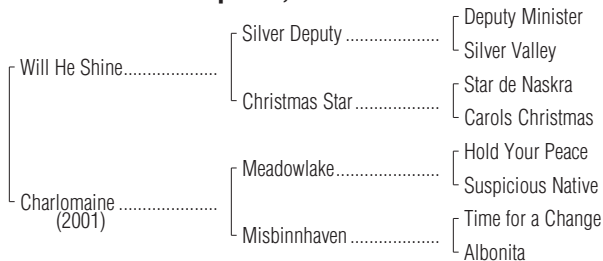 Deputy Minister
Silver Deputy ....................
Silver Valley
Will He Shine....................
Star de Naskra
Christmas Star ..................
Carols Christmas
Hold Your Peace
Meadowlake......................
Suspicious Native
Charlomaine .....................
(2001)
Time for a Change
Misbinnhaven ....................
Albonita